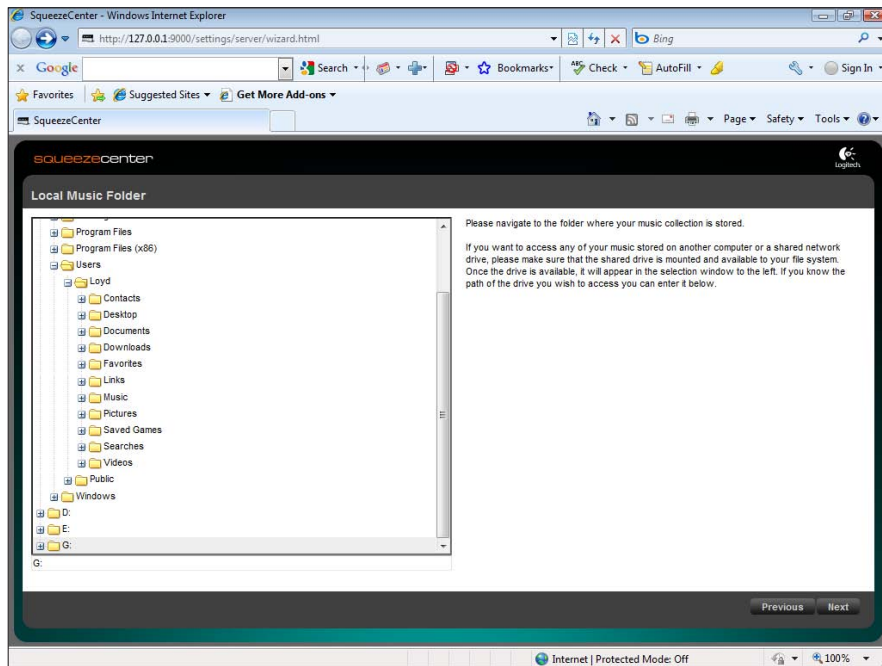 SqueezeCenter - Windows Internet Explorer
http://127.0.0.1:9000/settings/server/wizard.html
Bing
Google
Search
Bookmarks
Check
AutoFill
Sign In
Favorites
Suggested Sites
Get More Add-ons
SqueezeCenter
Page
Safety
Tools
squeezecenter
Logitech
Local Music Folder
Program Files
Program Files (x86)
Users
Loyd
Contacts
Desktop
Documents
Downloads
Favorites
Links
Music
Pictures
Saved Games
Searches
Videos
Public
Windows
D:
E:
G:
G:
Please navigate to the folder where your music collection is stored.
If you want to access any of your music stored on another computer or a shared network
drive, please make sure that the shared drive is mounted and available to your file system.
Once the drive is available, it will appear in the selection window to the left. If you know the
path of the drive you wish to access you can enter it below.
Previous
Next
Internet | Protected Mode: Off
100%